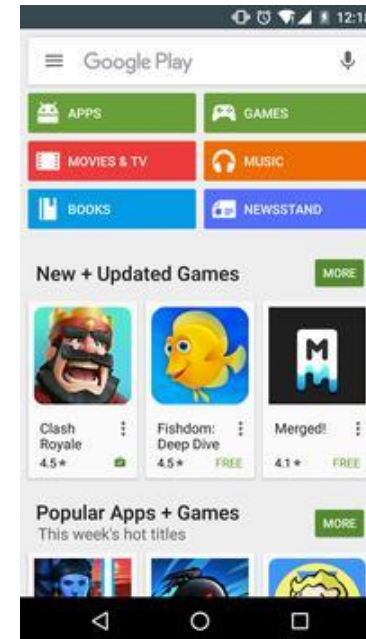 12:18
Google Play
APPS
GAMES
MOVIES & TV
MUSIC
BOOKS
NEWSSTAND
New + Updated Games
MORE
M
Clash
Royale
4.5★
Fishdom:
Deep Dive
4.5★ FREE
Merged!
4.1★ FREE
Popular Apps + Games
MORE
This week's hot titles